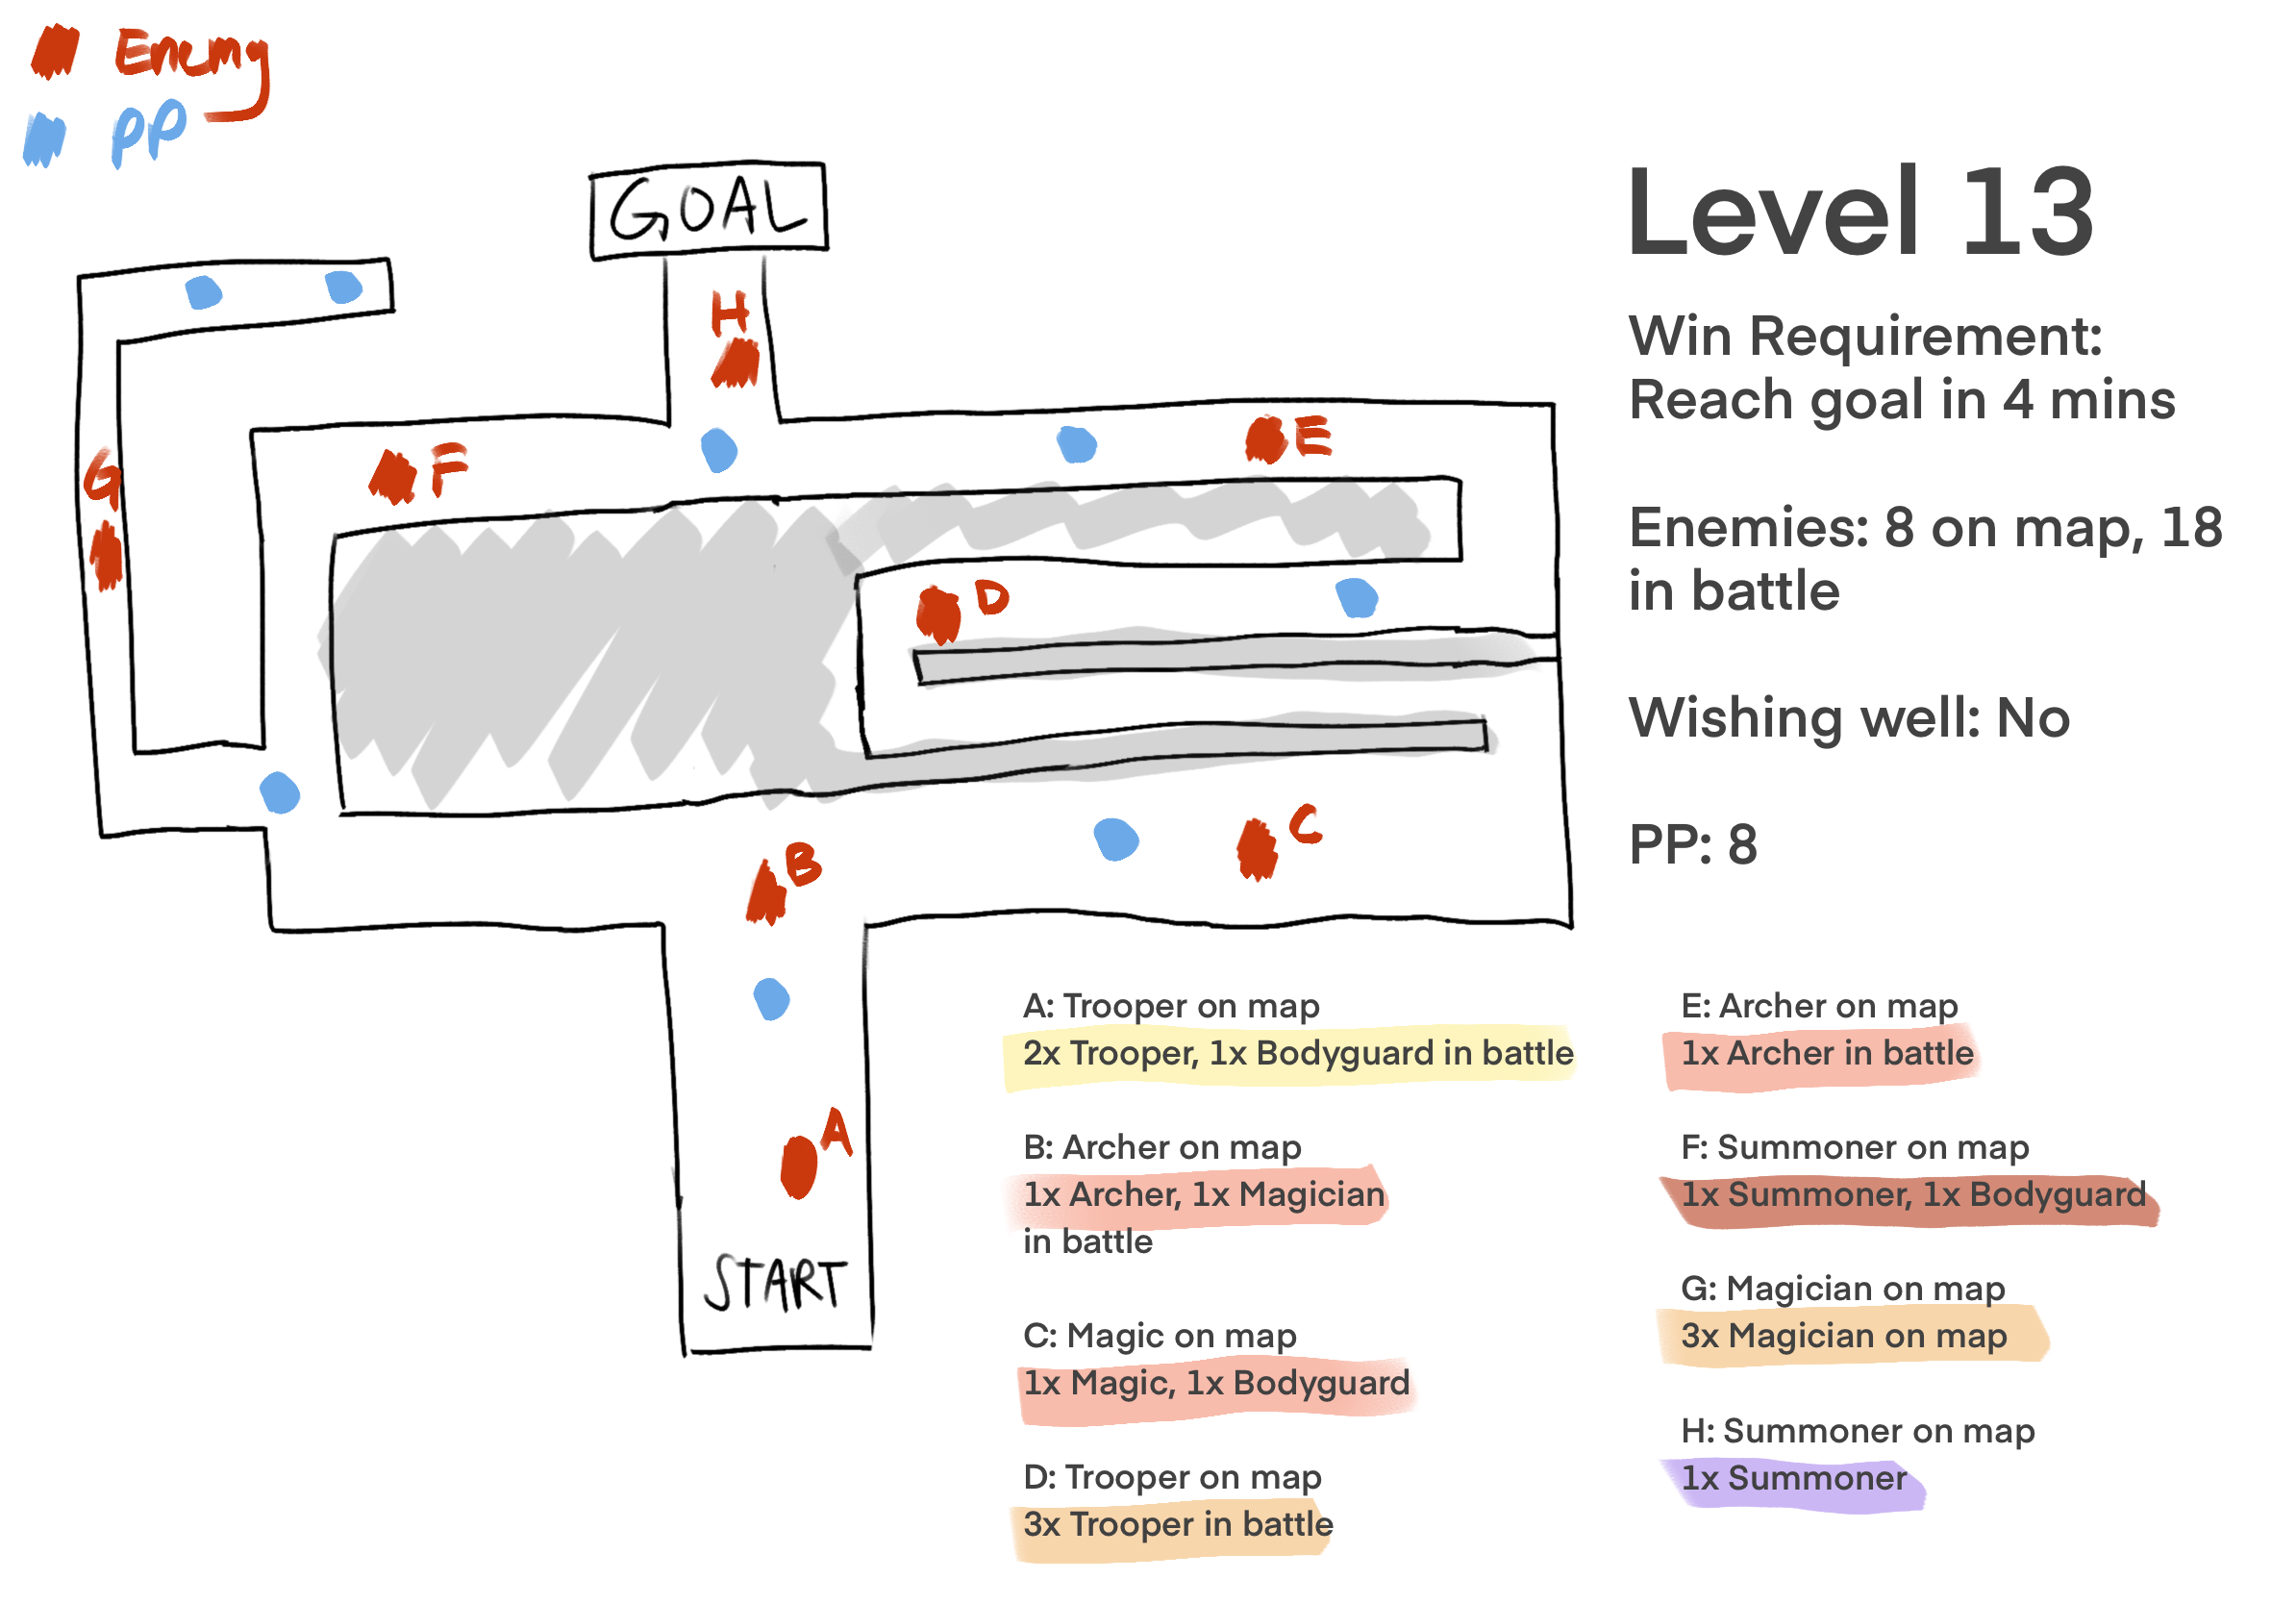 Enemy
PP
GOAL
H
E
F
G
D
C
B
A
START
Level 13
Win Requirement:
Reach goal in 4 mins
Enemies: 8 on map, 18
in battle
Wishing well: No
PP: 8
A: Trooper on map
2x Trooper, 1x Bodyguard in battle
B: Archer on map
1x Archer, 1x Magician
in battle
C: Magic on map
1x Magic, 1x Bodyguard
D: Trooper on map
3x Trooper in battle
E: Archer on map
1x Archer in battle
F: Summoner on map
1x Summoner, 1x Bodyguard
G: Magician on map
3x Magician on map
H: Summoner on map
1x Summoner